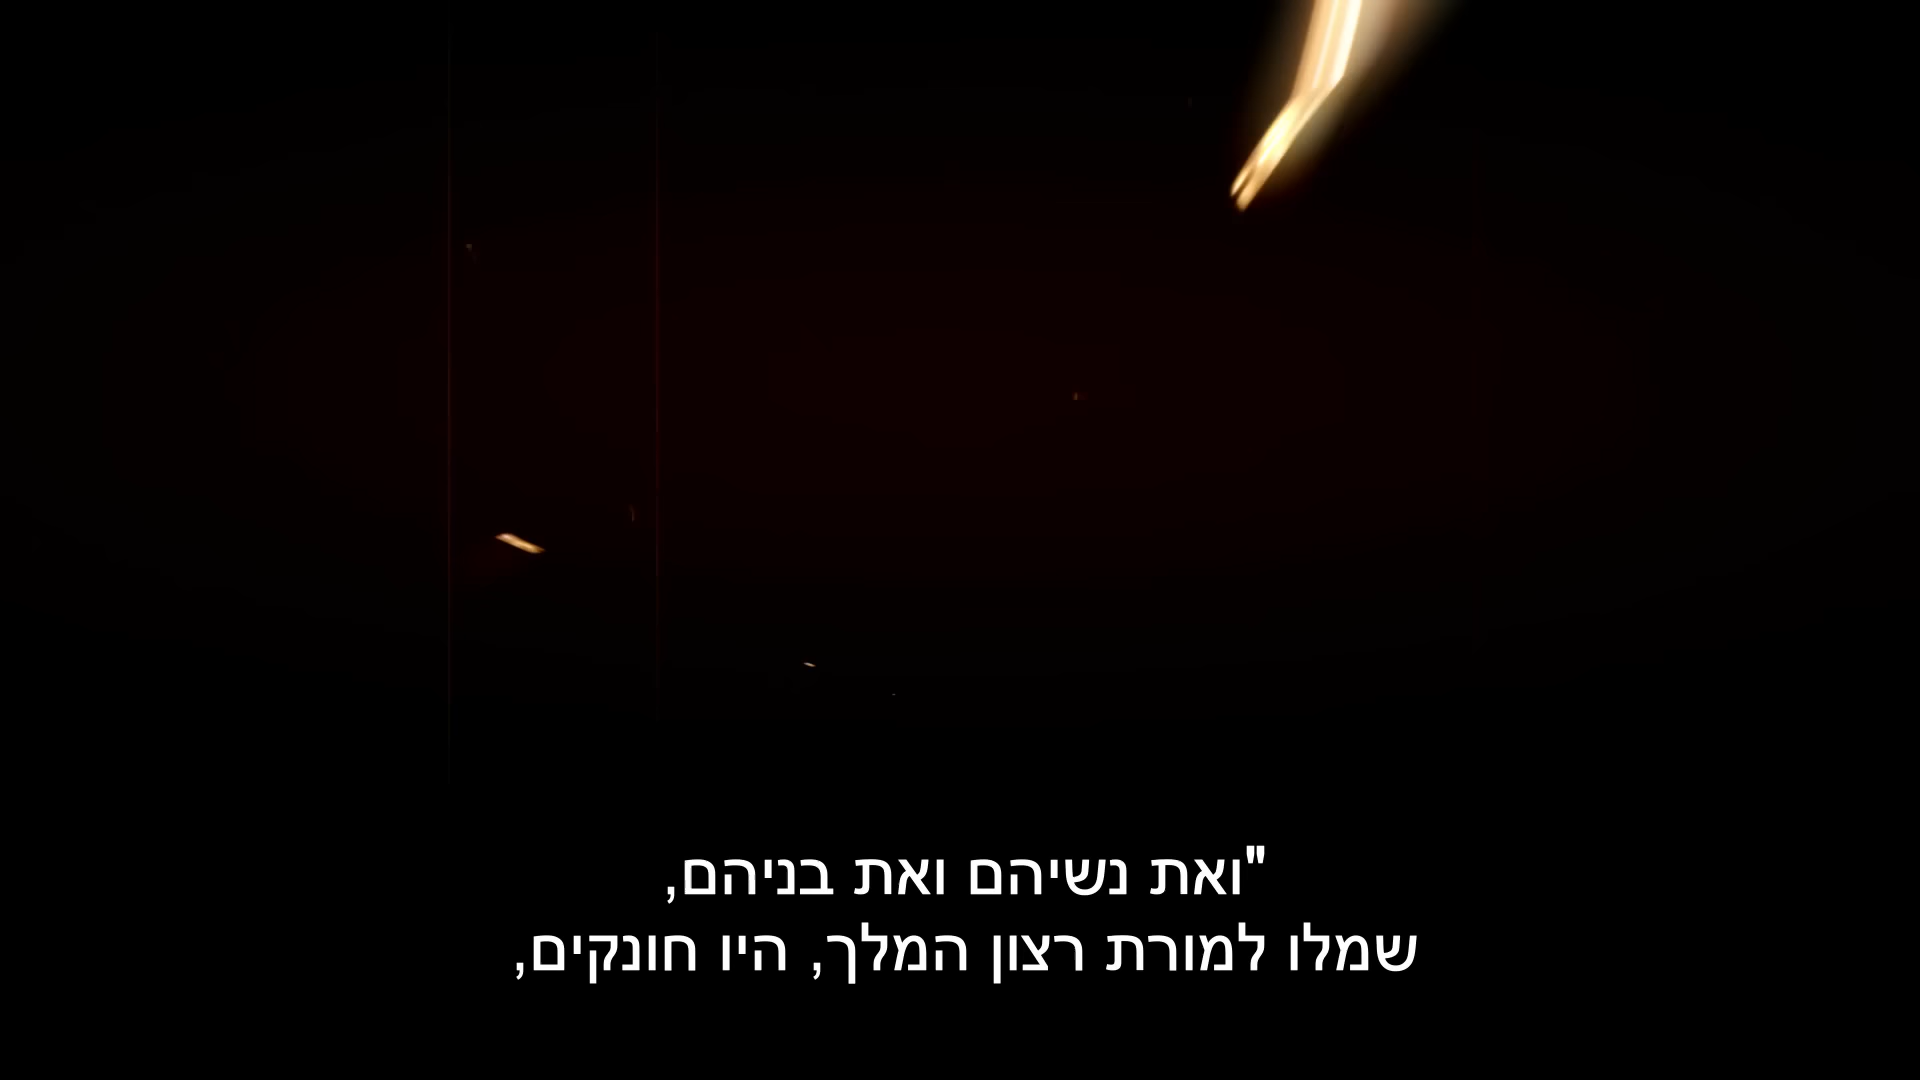 "ואת נשיהם ואת בניהם,
שמלו למורת רצון המלך, היו חונקים,